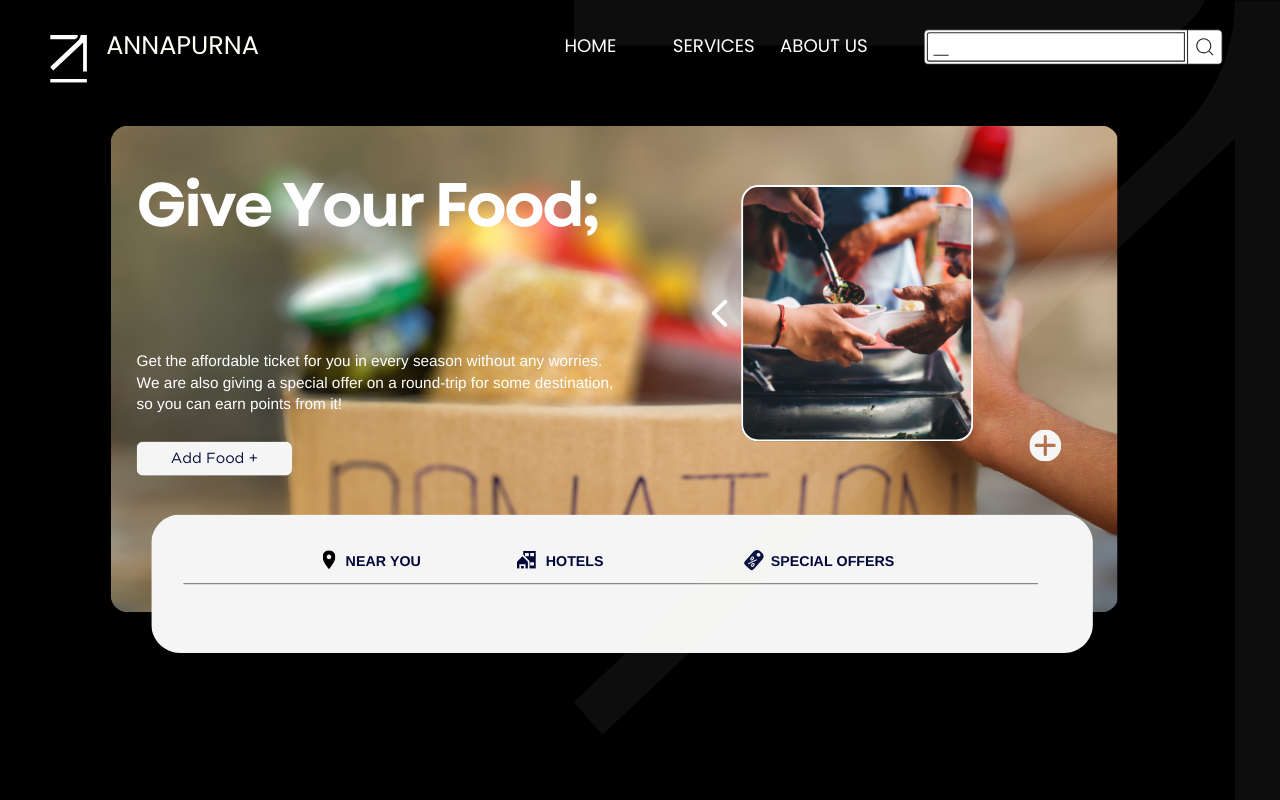 ANNAPURNA
HOME SERVICES ABOUT US
Give Your Food;
Get the affordable ticket for you in every season without any worries.
We are also giving a special offer on a round-trip for some destination,
so you can earn points from it!
Add Food +
DONATION
NEAR YOU HOTELS SPECIAL OFFERS